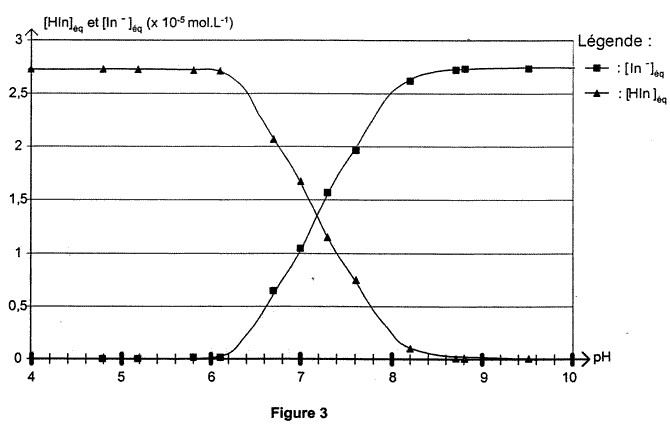 [HIn]éq et [In⁻]éq (x 10⁻⁵ mol.L⁻¹)
Légende :
: [In⁻]éq
: [HIn]éq
3
2,5
2
1,5
1
0,5
0
4 5 6 7 8 9 10
pH
Figure 3